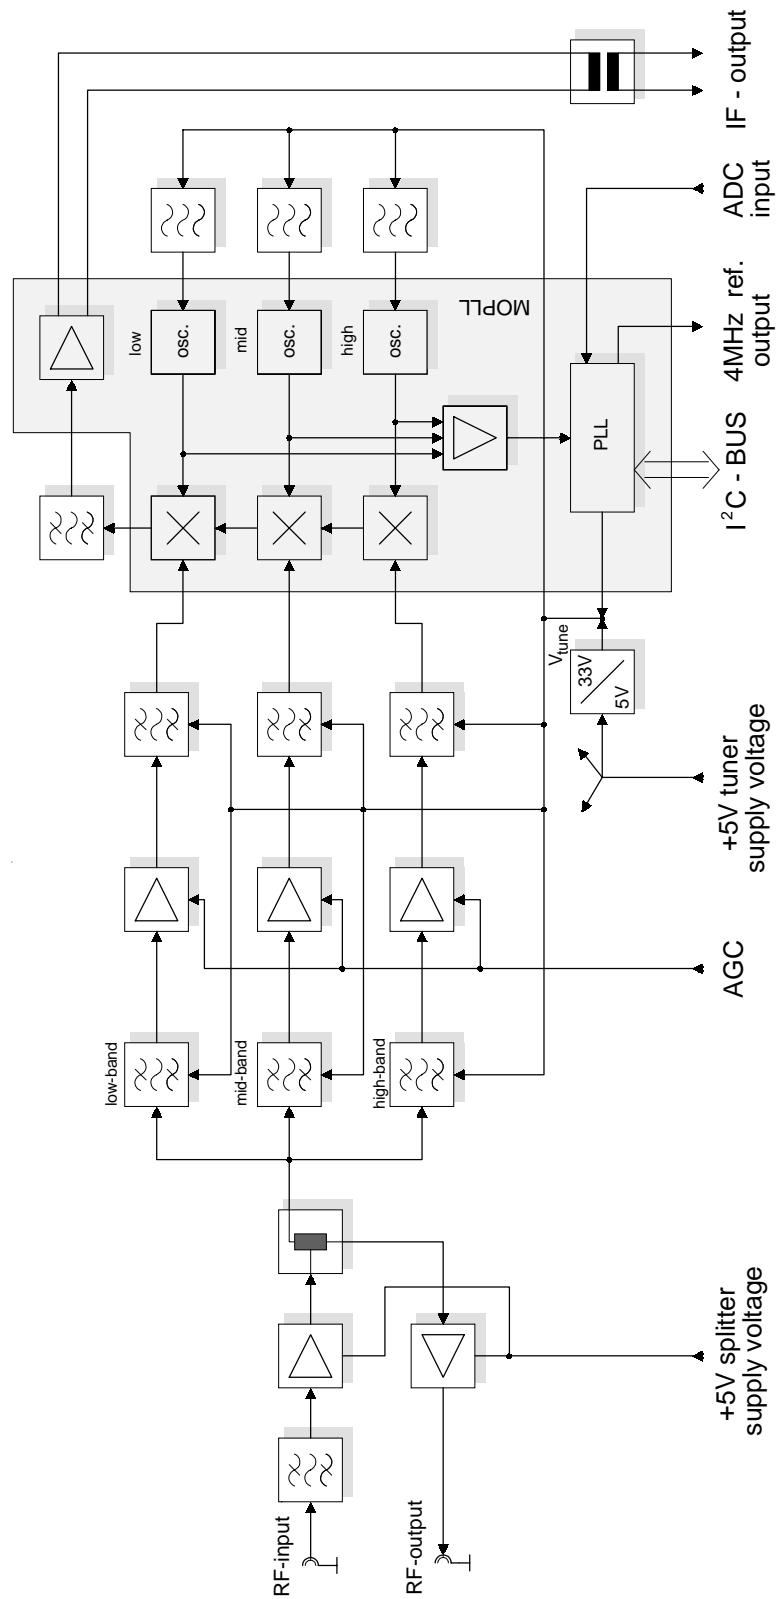 IF - output
ADC
input
4MHz ref.
output
I²C - BUS
+5V tuner
supply voltage
AGC
+5V splitter
supply voltage
MOPLL
low
osc.
mid
osc.
high
osc.
PLL
Vtune
33V
5V
low-band
mid-band
high-band
RF-input
RF-output